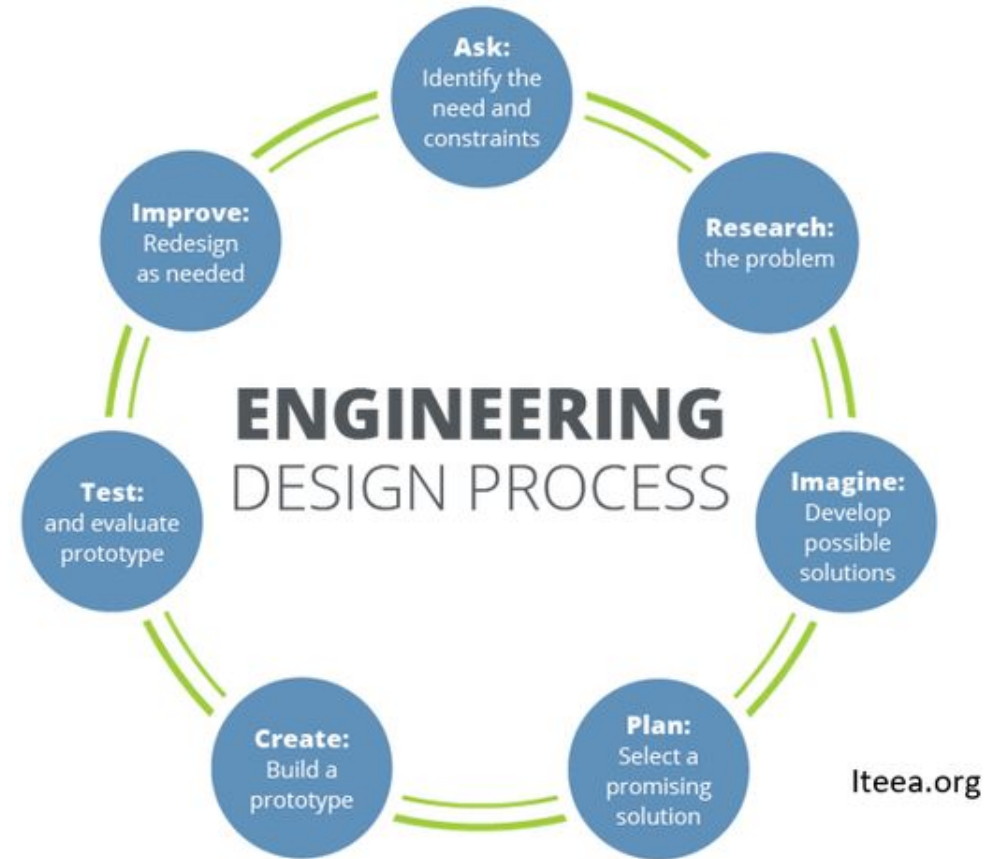 Ask:
Identify the
need and
constraints
Research:
the problem
Imagine:
Develop
possible
solutions
Plan:
Select a
promising
solution
Create:
Build a
prototype
Test:
and evaluate
prototype
Improve:
Redesign
as needed
ENGINEERING
DESIGN PROCESS
Iteea.org